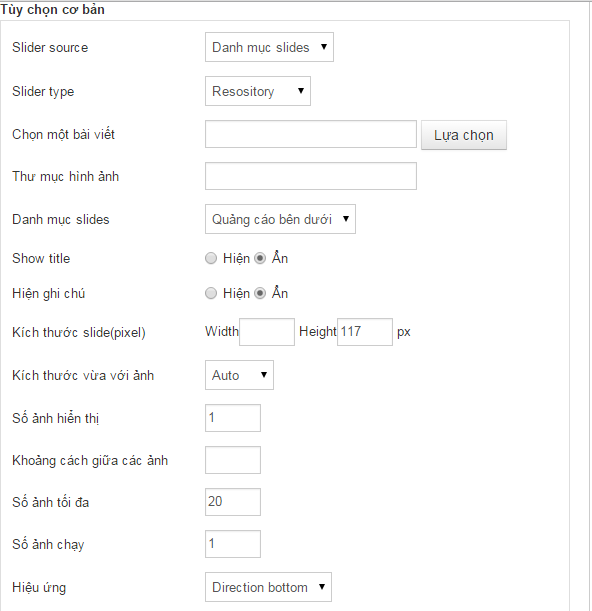 Tùy chọn cơ bản
Slider source Danh mục slides
Slider type Resository
Chọn một bài viết Lựa chọn
Thư mục hình ảnh
Danh mục slides Quảng cáo bên dưới
Show title Hiện Ẩn
Hiện ghi chú Hiện Ẩn
Kích thước slide(pixel) Width Height 117 px
Kích thước vừa với ảnh Auto
Số ảnh hiển thị 1
Khoảng cách giữa các ảnh
Số ảnh tối đa 20
Số ảnh chạy 1
Hiệu ứng Direction bottom